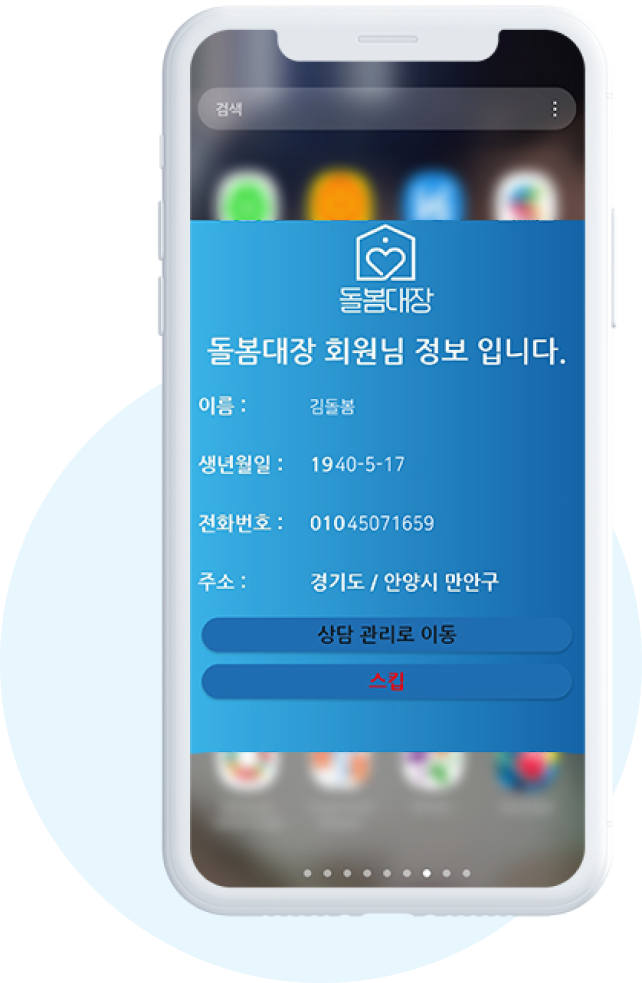 검색
돌봄대장
돌봄대장 회원님 정보 입니다.
이름 : 김돌봄
생년월일 : 1940-5-17
전화번호 : 01045071659
주소 : 경기도 / 안양시 만안구
상담 관리로 이동
스킵